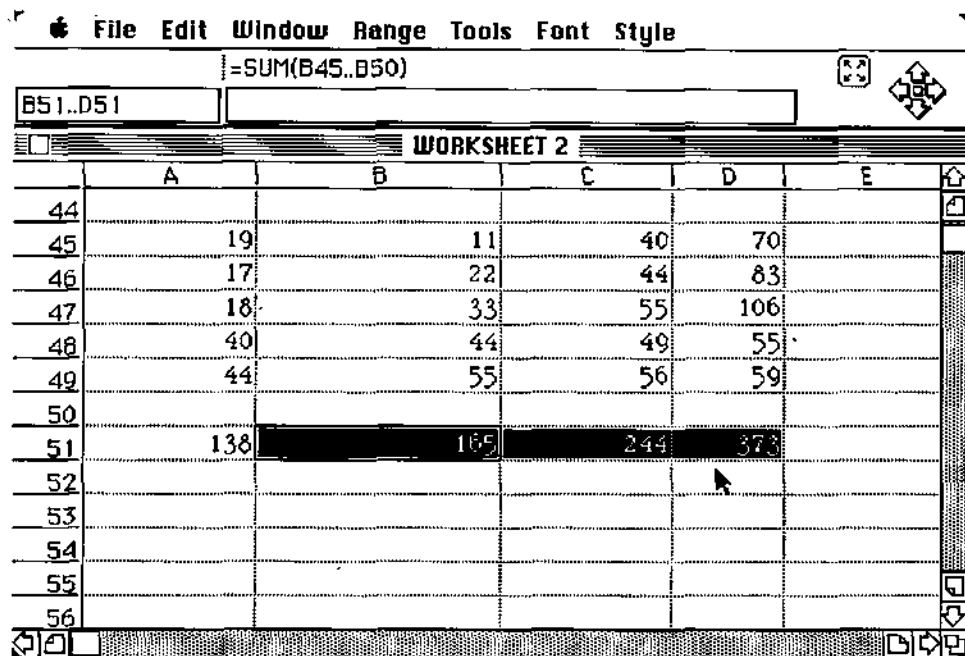 File Edit Window Range Tools Font Style
=SUM(B45..B50)
B51..D51
WORKSHEET 2
A B C D E
44
45 19 11 40 70
46 17 22 44 83
47 18 33 55 106
48 40 44 49 55
49 44 55 56 59
50
51 138 165 244 373
52
53
54
55
56